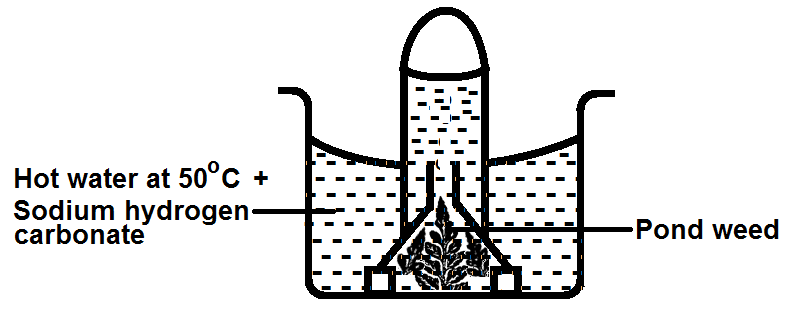 Hot water at 50°C +
Sodium hydrogen
carbonate
Pond weed